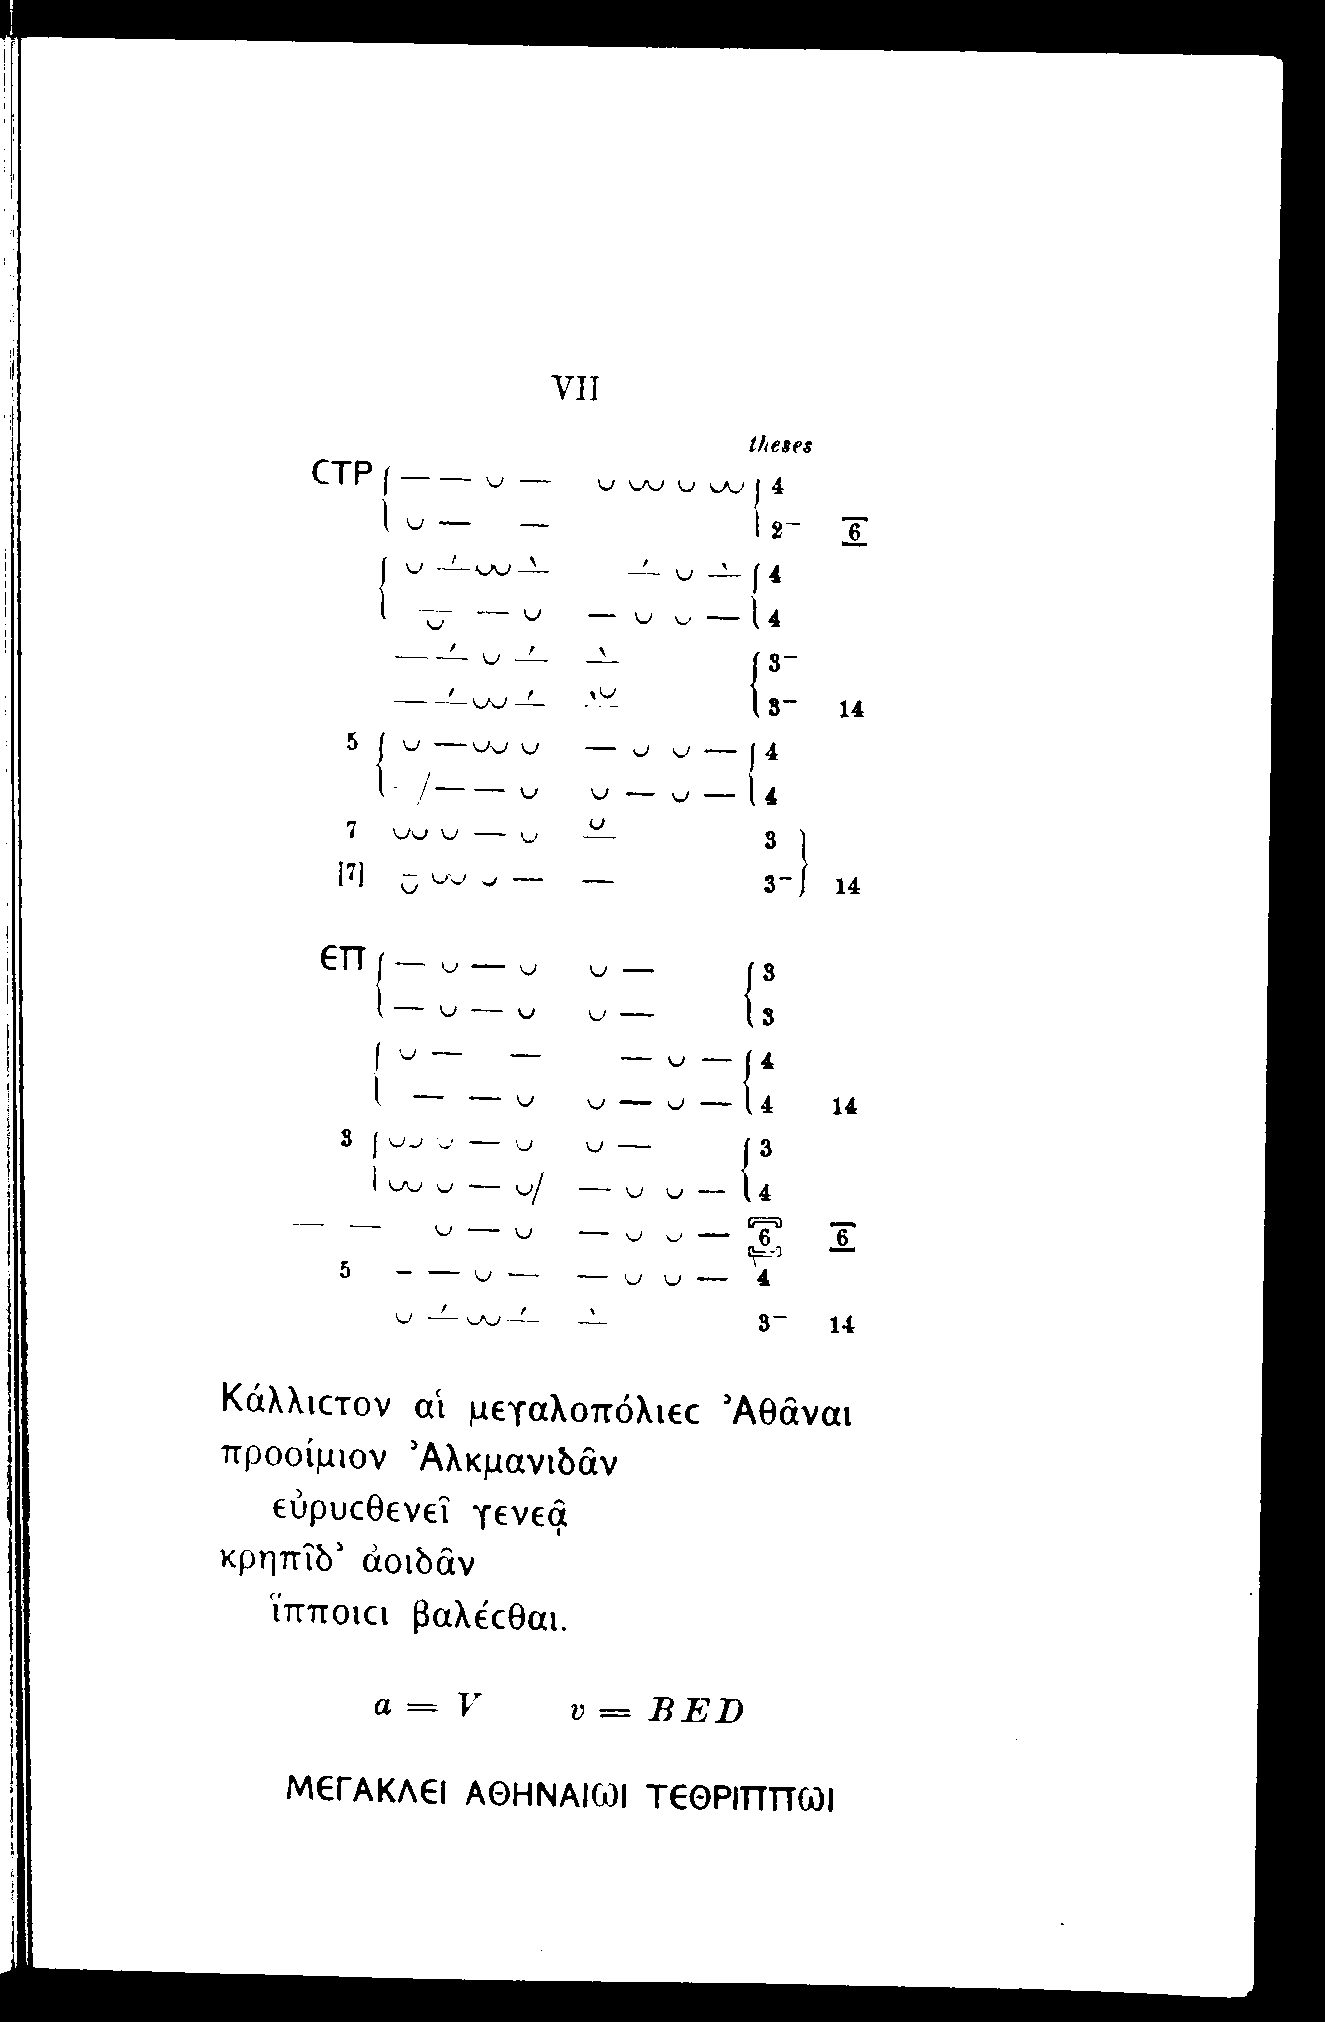 VII
theses
CΤΡ { — — ⏑ — ⏑ ⏑⏑ ⏑ ⏑⏑ { 4
⏑ — — 2– 6
{ ⏑ —́ ⏑⏑ —̀ —́ ⏑ —̀ { 4
— — ⏑ — ⏑ ⏑ — 4
— —́ ⏑ —́ —̀ { 3–
— —́ ⏑⏑ —́ —̀ 3– 14
5 { ⏑ — ⏑⏑ ⏑ — ⏑ ⏑ — { 4
/ — — ⏑ ⏑ — ⏑ — 4
7 ⏑⏑ ⏑ — ⏑ ⏓ 3 }
[7] ⏓ ⏑⏑ ⏑ — — 3– 14
ЄΠ { — ⏑ — ⏑ ⏑ — { 3
— ⏑ — ⏑ ⏑ — 3
{ ⏑ — — — ⏑ — { 4
— — ⏑ ⏑ — ⏑ — 4 14
3 { ⏑⏑ ⏑ — ⏑ ⏑ — { 3
⏑⏑ ⏑ — ⏑/ — ⏑ ⏑ — 4
— — ⏑ — ⏑ — ⏑ ⏑ — 6 6
5 — — ⏑ — — ⏑ ⏑ — 4
⏑ —́ ⏑⏑ —́ —̀ 3– 14
Κάλλιcτον αἱ μεγαλοπόλιεc Ἀθᾶναι
προοίμιον Ἀλκμανιδᾶν
εὐρυcθενεῖ γενεᾷ
κρηπῖδ’ ἀοιδᾶν
ἵπποιcι βαλέcθαι.
a = V v = BED
ΜЄΓΑΚΛЄΙ ΑΘΗΝΑΙѠΙ ΤЄΘΡΙΠΠѠΙ